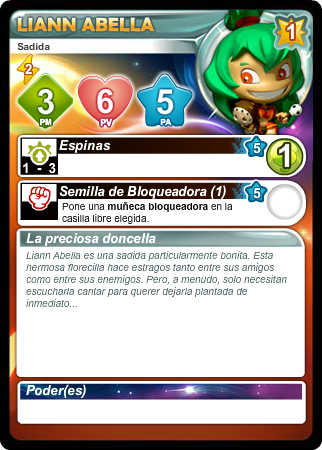 LIANN ABELLA
1
Sadida
2
3
PM
6
PV
5
PA
Espinas
5
1
1 - 3
Semilla de Bloqueadora (1)
5
Pone una muñeca bloqueadora en la
casilla libre elegida.
La preciosa doncella
Liann Abella es una sadida particularmente bonita. Esta
hermosa florecilla hace estragos tanto entre sus amigos
como entre sus enemigos. Pero, a menudo, solo necesitan
escucharla cantar para querer dejarla plantada de
inmediato...
Poder(es)